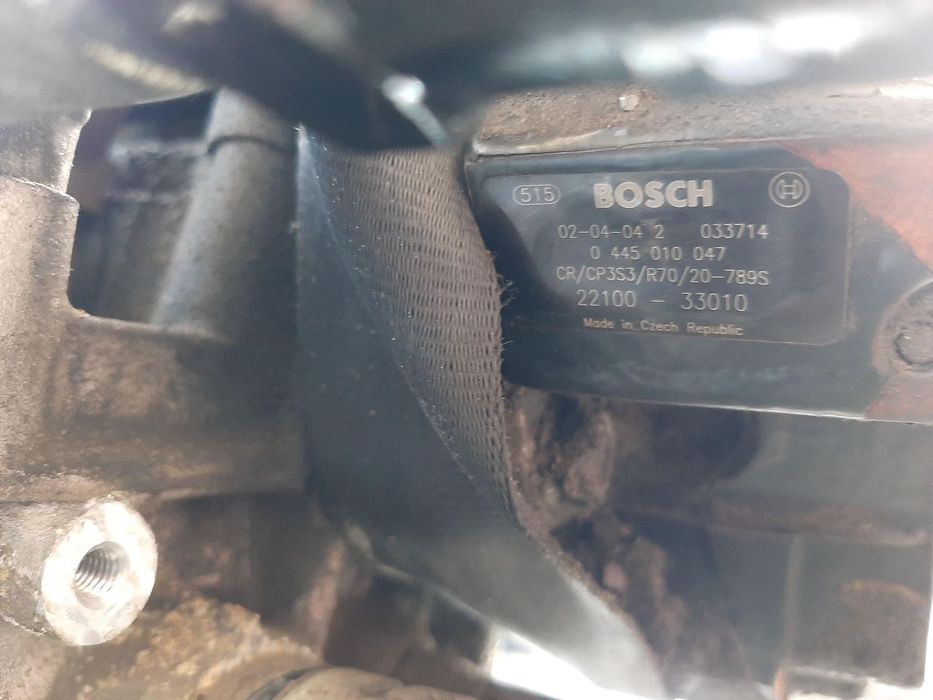 515 BOSCH
02-04-04 2 033714
0 445 010 047
CR/CP3S3/R70/20-789S
22100 - 33010
Made in Czech Republic